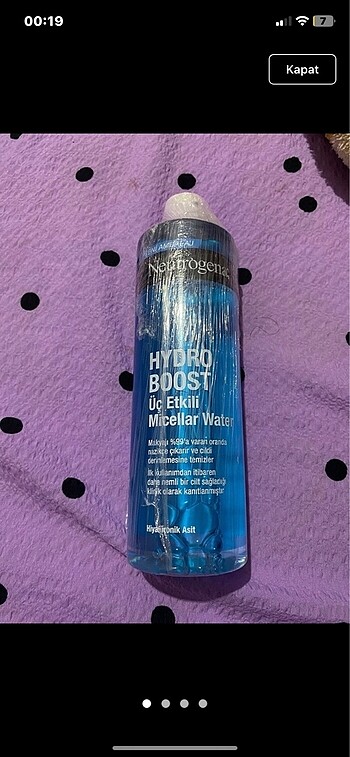 00:19
7
Kapat
Neutrogena
HYDRO
BOOST
Üç Etkili
Micellar Water
Makyajı %99'a varan oranda
nazikçe çıkarır ve cildi
derinlemesine temizler
İlk kullanımdan itibaren
daha nemli bir cilt sağladığı
klinik olarak kanıtlanmıştır
Hiyalüronik Asit